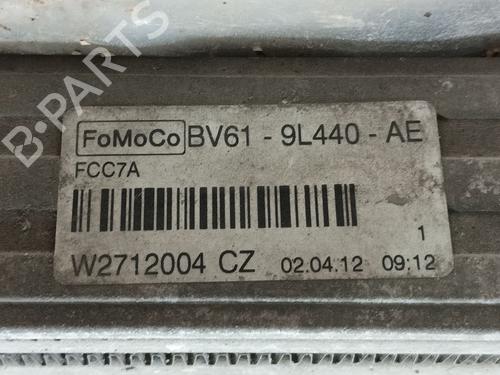 B-PARTS
FoMoCo BV61 - 9L440 - AE
FCC7A
1
W2712004 CZ 02.04.12 09:12